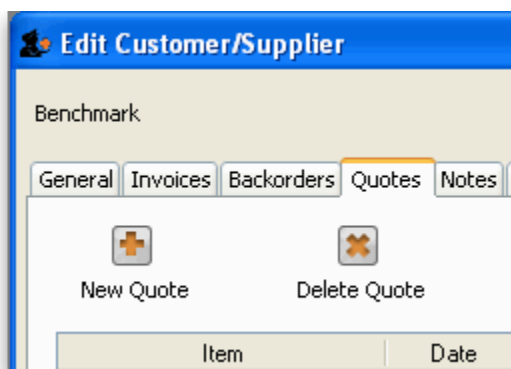 Edit Customer/Supplier
Benchmark
General Invoices Backorders Quotes Notes
New Quote Delete Quote
Item Date